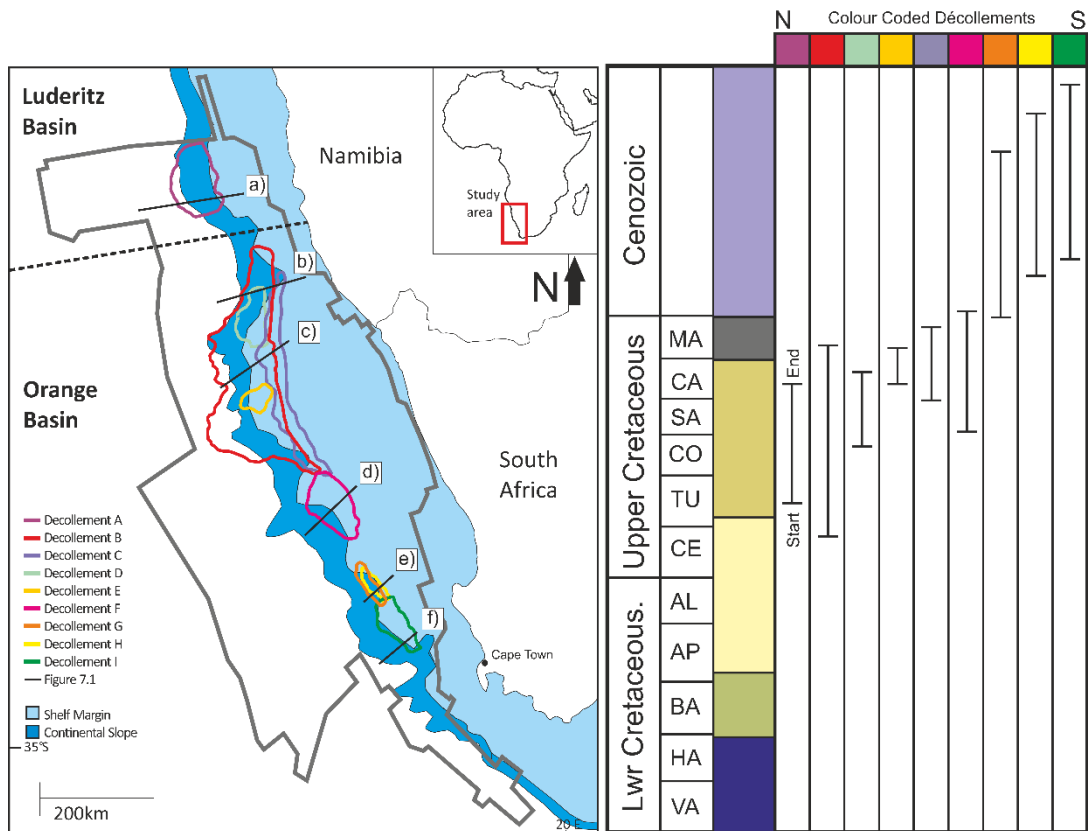 Luderitz
Basin
Namibia
Study
area
N
a)
b)
c)
Orange
Basin
South
Africa
d)
e)
f)
Cape Town
Decollement A
Decollement B
Decollement C
Decollement D
Decollement E
Decollement F
Decollement G
Decollement H
Decollement I
Figure 7.1
Shelf Margin
Continental Slope
35°S
200km
20 E
N
Colour Coded Décollements
S
Cenozoic
Upper Cretaceous
Lwr Cretaceous.
MA
CA
SA
CO
TU
CE
AL
AP
BA
HA
VA
End
Start